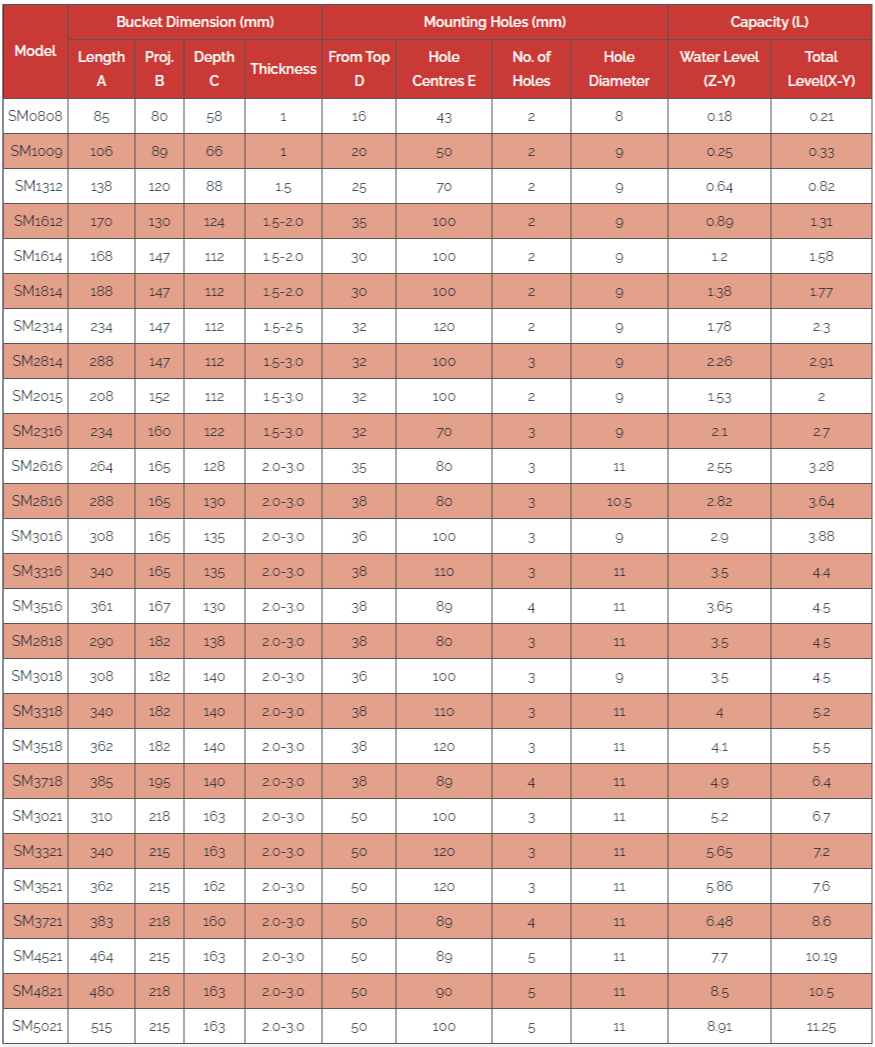 Model Bucket Dimension (mm) Mounting Holes (mm) Capacity (L)
Length A Proj. B Depth C Thickness From Top D Hole Centres E No. of Holes Hole Diameter Water Level (Z-Y) Total Level(X-Y)
SM0808 85 80 58 1 16 43 2 8 0.18 0.21
SM1009 106 89 66 1 20 50 2 9 0.25 0.33
SM1312 138 120 88 1.5 25 70 2 9 0.64 0.82
SM1612 170 130 124 1.5-2.0 35 100 2 9 0.89 1.31
SM1614 168 147 112 1.5-2.0 30 100 2 9 1.2 1.58
SM1814 188 147 112 1.5-2.0 30 100 2 9 1.38 1.77
SM2314 234 147 112 1.5-2.5 32 120 2 9 1.78 2.3
SM2814 288 147 112 1.5-3.0 32 100 3 9 2.26 2.91
SM2015 208 152 112 1.5-3.0 32 100 2 9 1.53 2
SM2316 234 160 122 1.5-3.0 32 70 3 9 2.1 2.7
SM2616 264 165 128 2.0-3.0 35 80 3 11 2.55 3.28
SM2816 288 165 130 2.0-3.0 38 80 3 10.5 2.82 3.64
SM3016 308 165 135 2.0-3.0 36 100 3 9 2.9 3.88
SM3316 340 165 135 2.0-3.0 38 110 3 11 3.5 4.4
SM3516 361 167 130 2.0-3.0 38 89 4 11 3.65 4.5
SM2818 290 182 138 2.0-3.0 38 80 3 11 3.5 4.5
SM3018 308 182 140 2.0-3.0 36 100 3 9 3.5 4.5
SM3318 340 182 140 2.0-3.0 38 110 3 11 4 5.2
SM3518 362 182 140 2.0-3.0 38 120 3 11 4.1 5.5
SM3718 385 195 140 2.0-3.0 38 89 4 11 4.9 6.4
SM3021 310 218 163 2.0-3.0 50 100 3 11 5.2 6.7
SM3321 340 215 163 2.0-3.0 50 120 3 11 5.65 7.2
SM3521 362 215 162 2.0-3.0 50 120 3 11 5.86 7.6
SM3721 383 218 160 2.0-3.0 50 89 4 11 6.48 8.6
SM4521 464 215 163 2.0-3.0 50 89 5 11 7.7 10.19
SM4821 480 218 163 2.0-3.0 50 90 5 11 8.5 10.5
SM5021 515 215 163 2.0-3.0 50 100 5 11 8.91 11.25